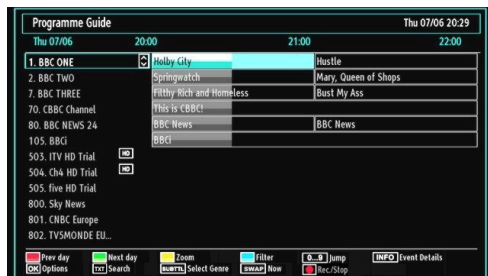 Programme Guide Thu 07/06 20:29
Thu 07/06 20:00 21:00 22:00
1. BBC ONE Holby City Hustle
2. BBC TWO Springwatch Mary, Queen of Shops
7. BBC THREE Filthy Rich and Homeless Bust My Ass
70. CBBC Channel This is CBBC!
80. BBC NEWS 24 BBC News BBC News
105. BBCi BBCi
503. ITV HD Trial HD
504. Ch4 HD Trial HD
505. five HD Trial
800. Sky News
801. CNBC Europe
802. TV5MONDE EU...
Prev day Next day Zoom Filter 0...9 Jump INFO Event Details
OK Options TXT Search SUBTTL Select Genre SWAP Now Rec/Stop